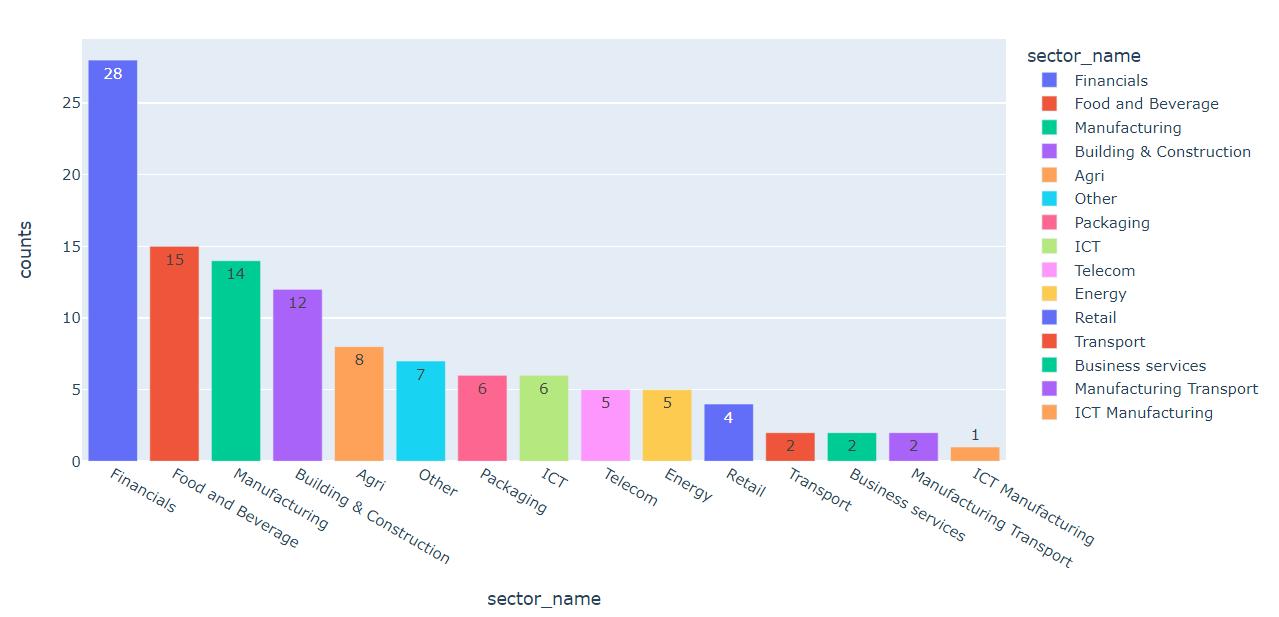 counts
25
20
15
10
5
0
28
15
14
12
8
7
6
6
5
5
4
2
2
2
1
Financials
Food and Beverage
Manufacturing
Building & Construction
Agri
Other
Packaging
ICT
Telecom
Energy
Retail
Transport
Business services
Manufacturing Transport
ICT Manufacturing
sector_name
sector_name
Financials
Food and Beverage
Manufacturing
Building & Construction
Agri
Other
Packaging
ICT
Telecom
Energy
Retail
Transport
Business services
Manufacturing Transport
ICT Manufacturing